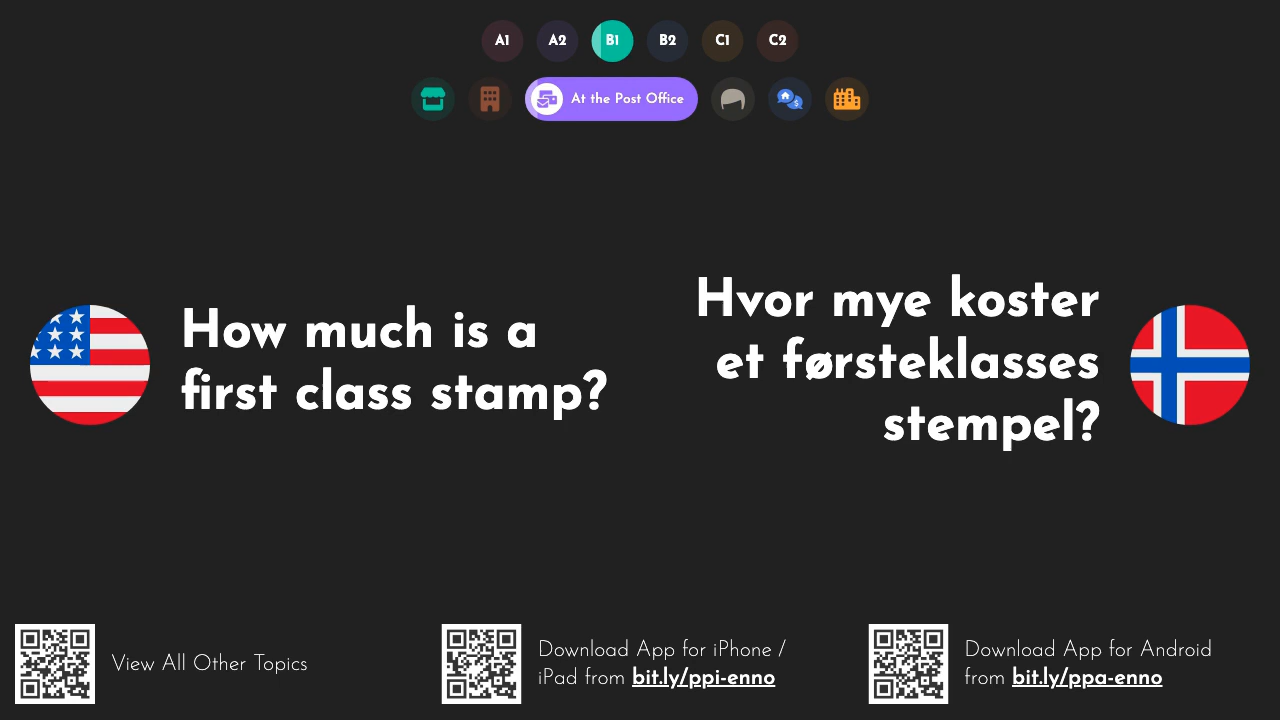 A1 A2 B1 B2 C1 C2
At the Post Office
How much is a
first class stamp?
Hvor mye koster
et førsteklasses
stempel?
View All Other Topics
Download App for iPhone /
iPad from bit.ly/ppi-enno
Download App for Android
from bit.ly/ppa-enno